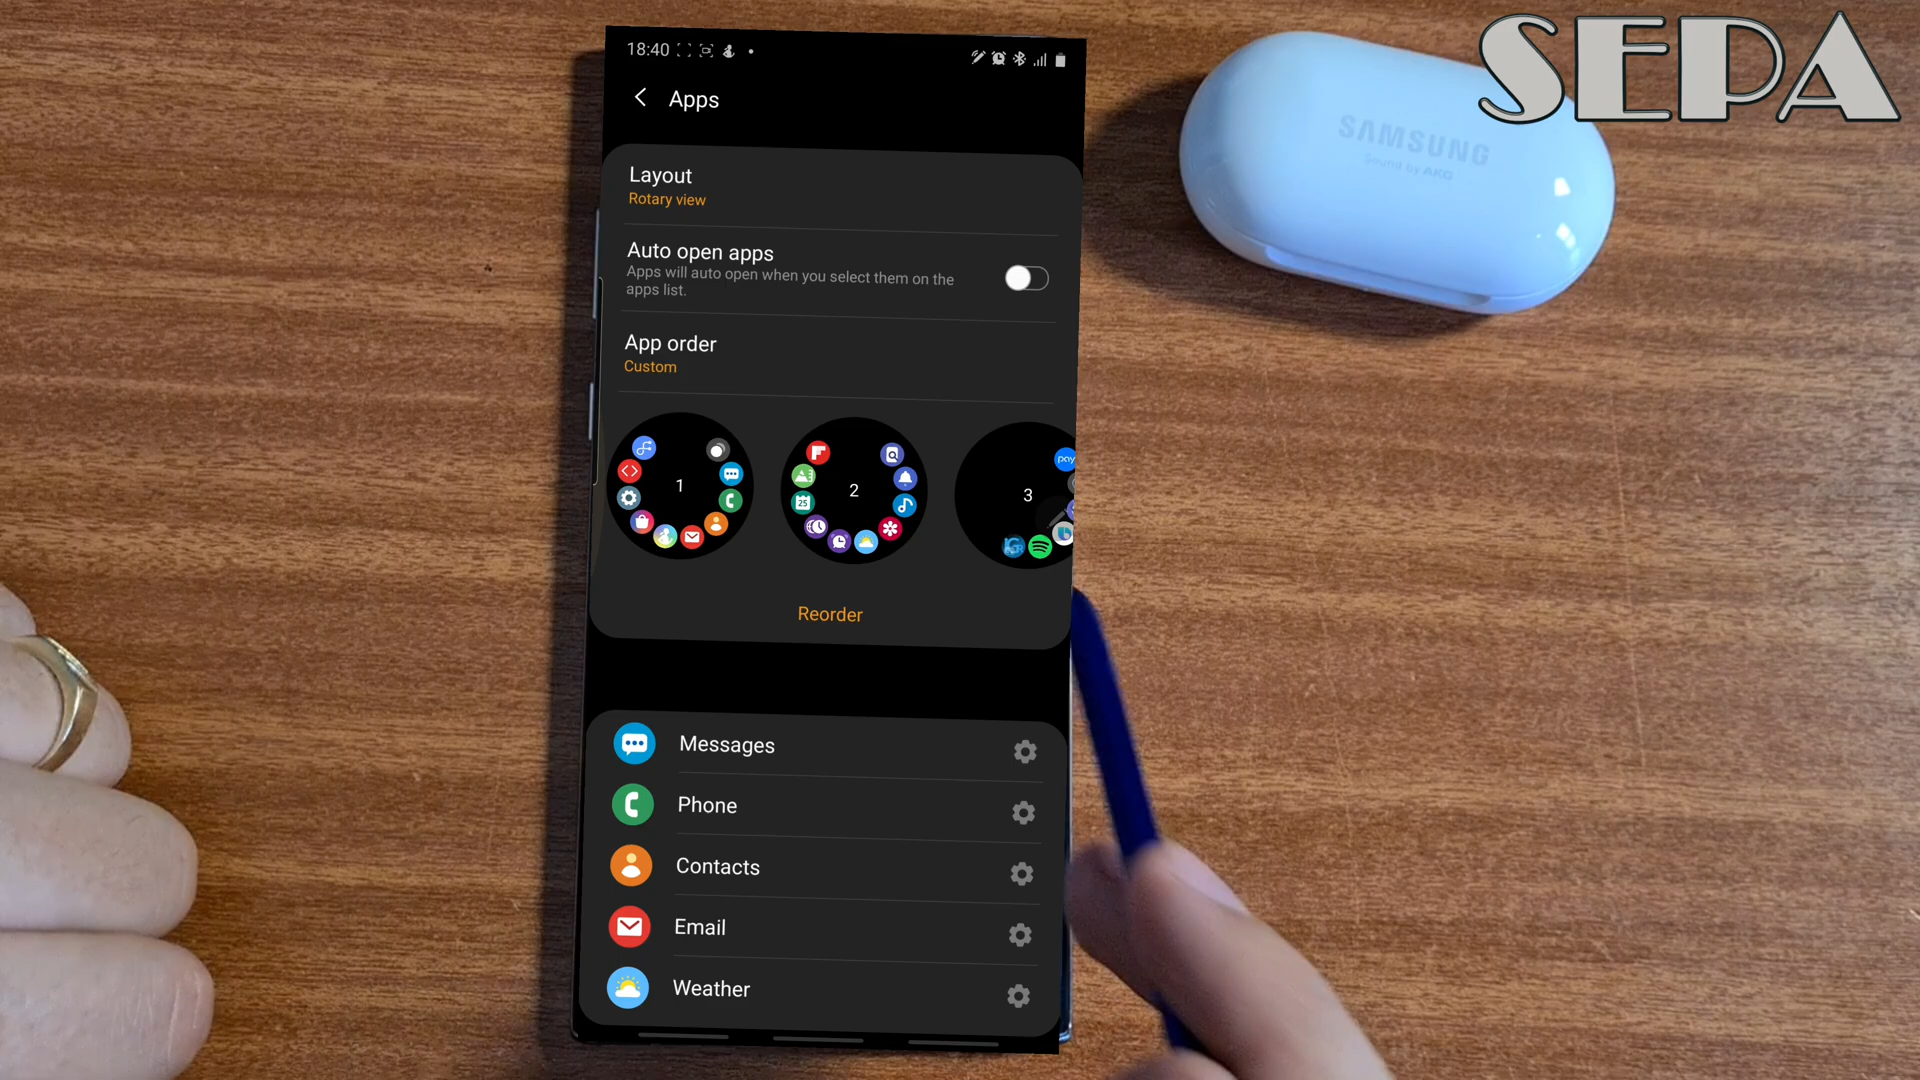 SEPA
SAMSUNG
Sound by AKG
18:40
Apps
Layout
Rotary view
Auto open apps
Apps will auto open when you select them on the
apps list.
App order
Custom
1
2
3
25
pay
Reorder
Messages
Phone
Contacts
Email
Weather